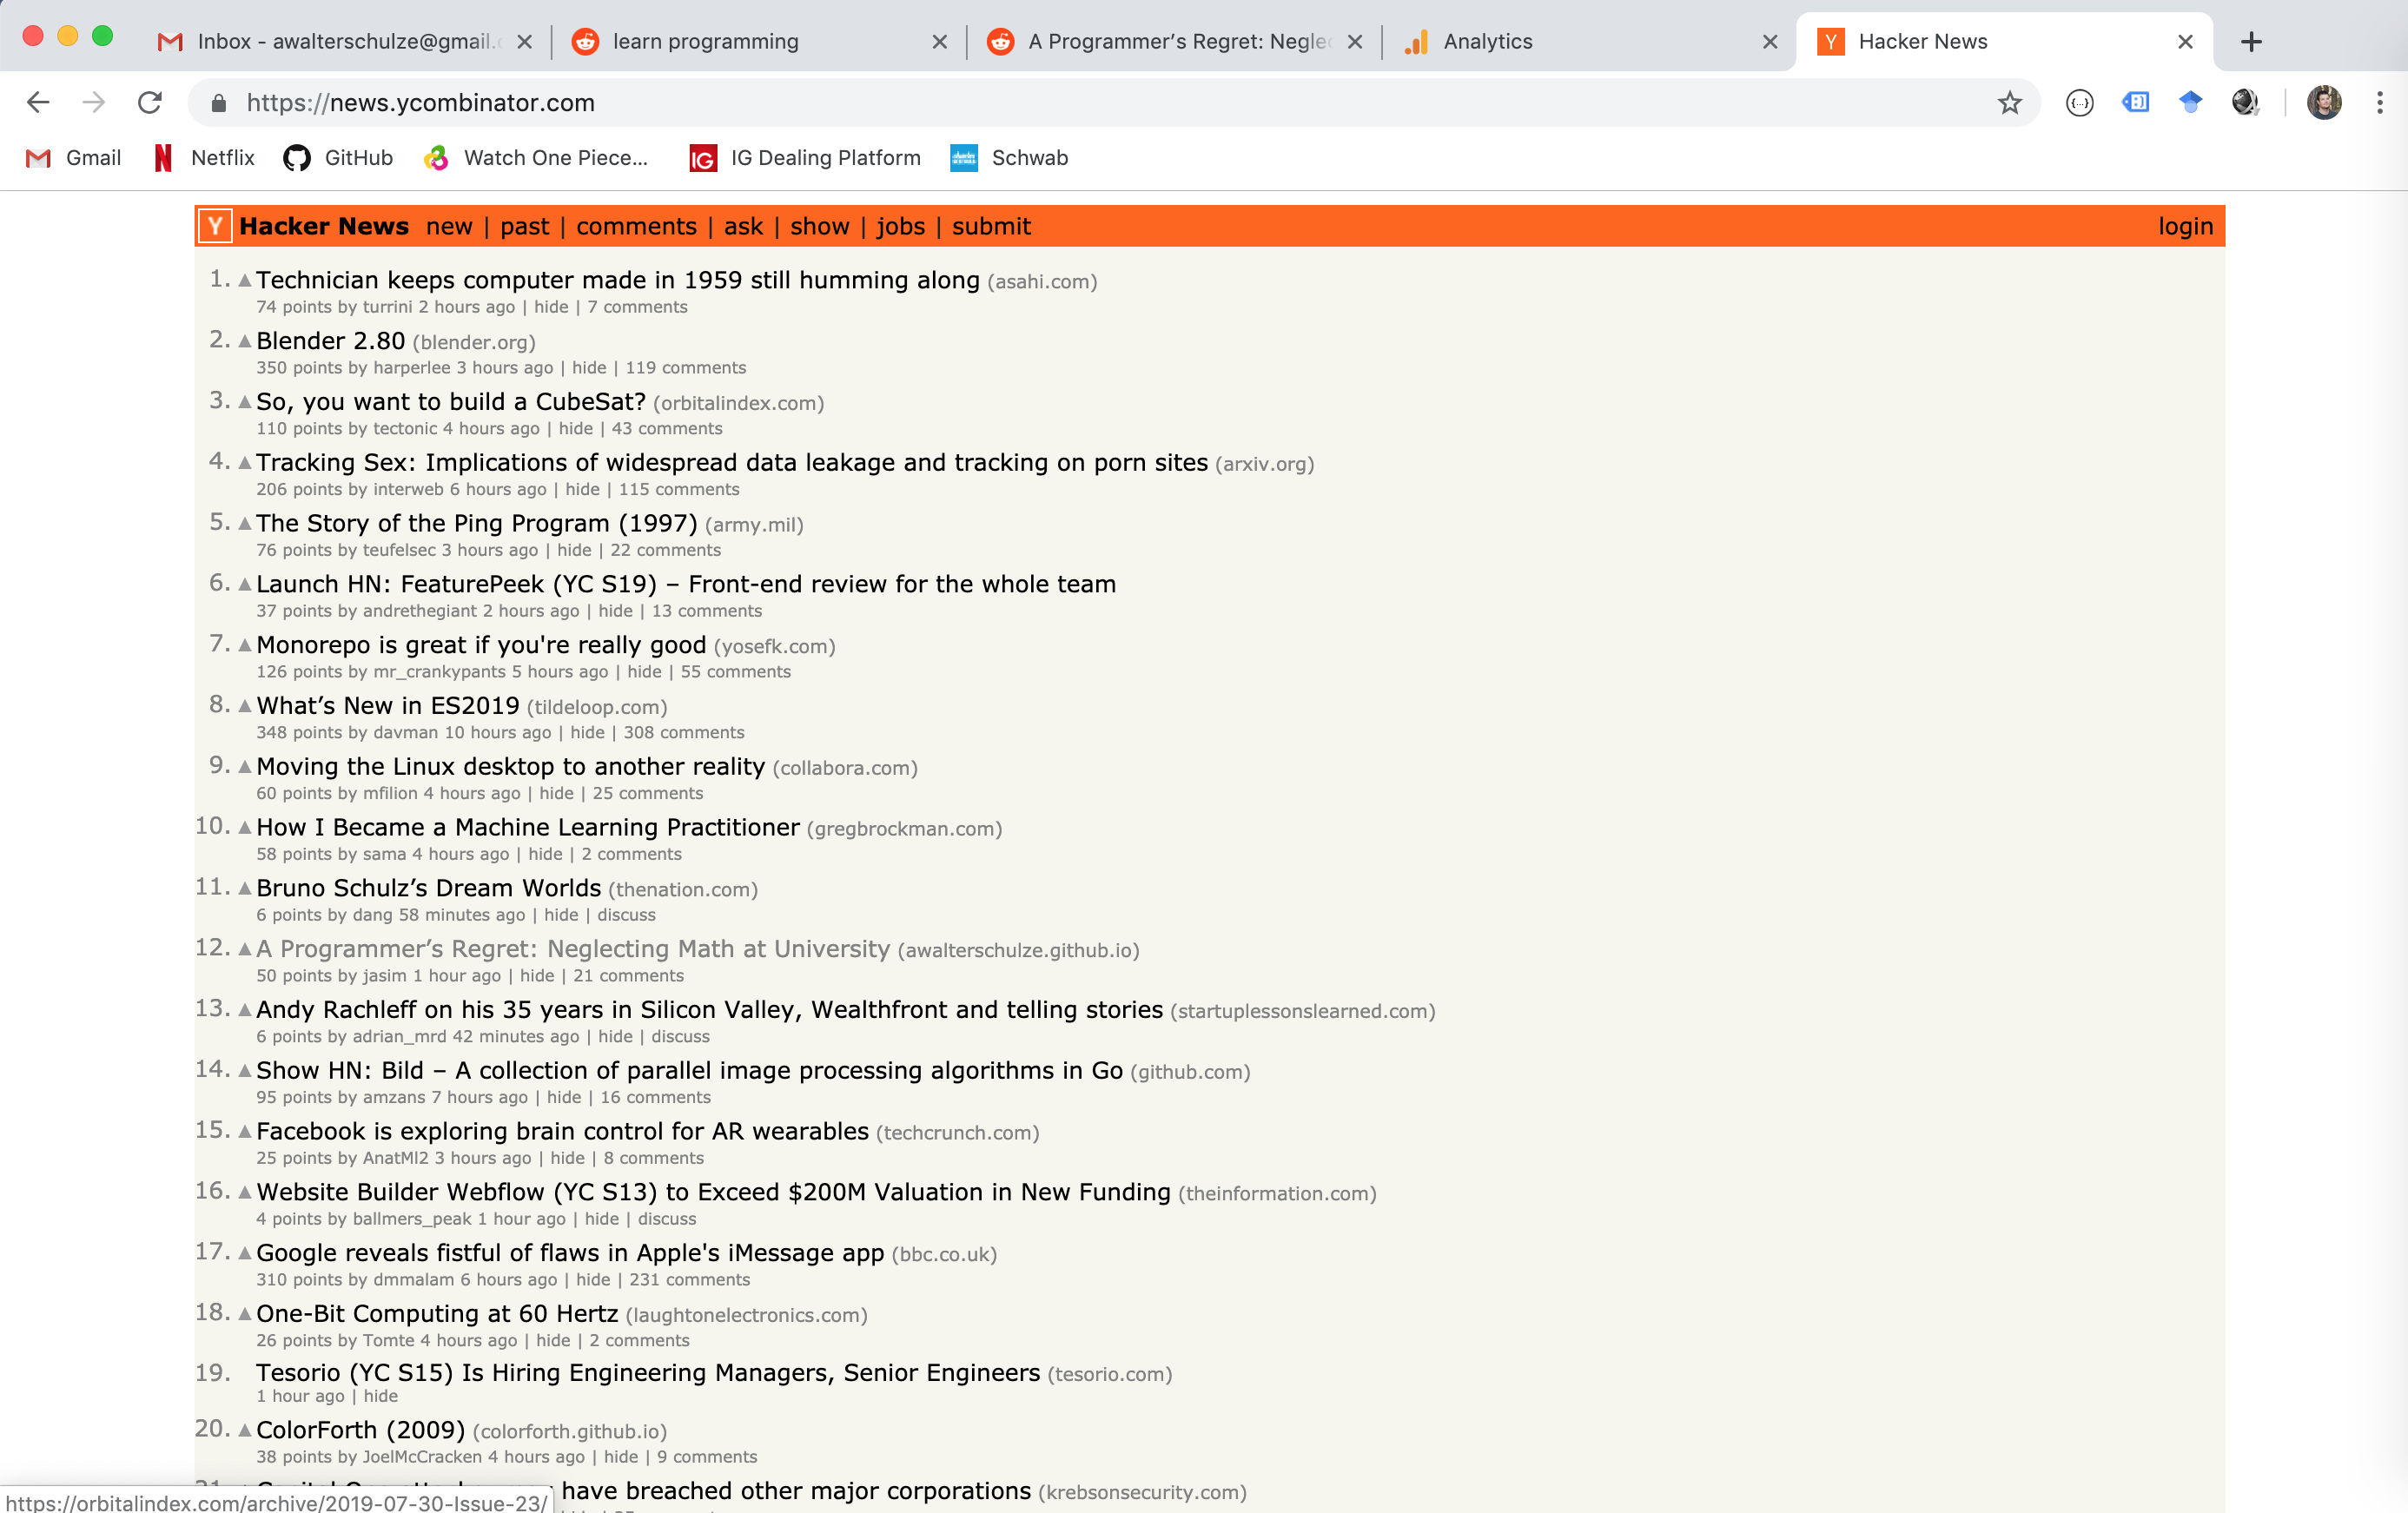 Inbox - awalterschulze@gmail.c
learn programming
A Programmer’s Regret: Neglec
Analytics
Y Hacker News
https://news.ycombinator.com
Gmail Netflix GitHub Watch One Piece... IG IG Dealing Platform Schwab
Y Hacker News new | past | comments | ask | show | jobs | submit login
1. Technician keeps computer made in 1959 still humming along (asahi.com)
74 points by turrini 2 hours ago | hide | 7 comments
2. Blender 2.80 (blender.org)
350 points by harperlee 3 hours ago | hide | 119 comments
3. So, you want to build a CubeSat? (orbitalindex.com)
110 points by tectonic 4 hours ago | hide | 43 comments
4. Tracking Sex: Implications of widespread data leakage and tracking on porn sites (arxiv.org)
206 points by interweb 6 hours ago | hide | 115 comments
5. The Story of the Ping Program (1997) (army.mil)
76 points by teufelsec 3 hours ago | hide | 22 comments
6. Launch HN: FeaturePeek (YC S19) – Front-end review for the whole team
37 points by andrethegiant 2 hours ago | hide | 13 comments
7. Monorepo is great if you're really good (yosefk.com)
126 points by mr_crankypants 5 hours ago | hide | 55 comments
8. What’s New in ES2019 (tildeloop.com)
348 points by davman 10 hours ago | hide | 308 comments
9. Moving the Linux desktop to another reality (collabora.com)
60 points by mfilion 4 hours ago | hide | 25 comments
10. How I Became a Machine Learning Practitioner (gregbrockman.com)
58 points by sama 4 hours ago | hide | 2 comments
11. Bruno Schulz’s Dream Worlds (thenation.com)
6 points by dang 58 minutes ago | hide | discuss
12. A Programmer’s Regret: Neglecting Math at University (awalterschulze.github.io)
50 points by jasim 1 hour ago | hide | 21 comments
13. Andy Rachleff on his 35 years in Silicon Valley, Wealthfront and telling stories (startuplessonslearned.com)
6 points by adrian_mrd 42 minutes ago | hide | discuss
14. Show HN: Bild – A collection of parallel image processing algorithms in Go (github.com)
95 points by amzans 7 hours ago | hide | 16 comments
15. Facebook is exploring brain control for AR wearables (techcrunch.com)
25 points by AnatMl2 3 hours ago | hide | 8 comments
16. Website Builder Webflow (YC S13) to Exceed $200M Valuation in New Funding (theinformation.com)
4 points by ballmers_peak 1 hour ago | hide | discuss
17. Google reveals fistful of flaws in Apple's iMessage app (bbc.co.uk)
310 points by dmmalam 6 hours ago | hide | 231 comments
18. One-Bit Computing at 60 Hertz (laughtonelectronics.com)
26 points by Tomte 4 hours ago | hide | 2 comments
19. Tesorio (YC S15) Is Hiring Engineering Managers, Senior Engineers (tesorio.com)
1 hour ago | hide
20. ColorForth (2009) (colorforth.github.io)
38 points by JoelMcCracken 4 hours ago | hide | 9 comments
have breached other major corporations (krebsonsecurity.com)
https://orbitalindex.com/archive/2019-07-30-Issue-23/